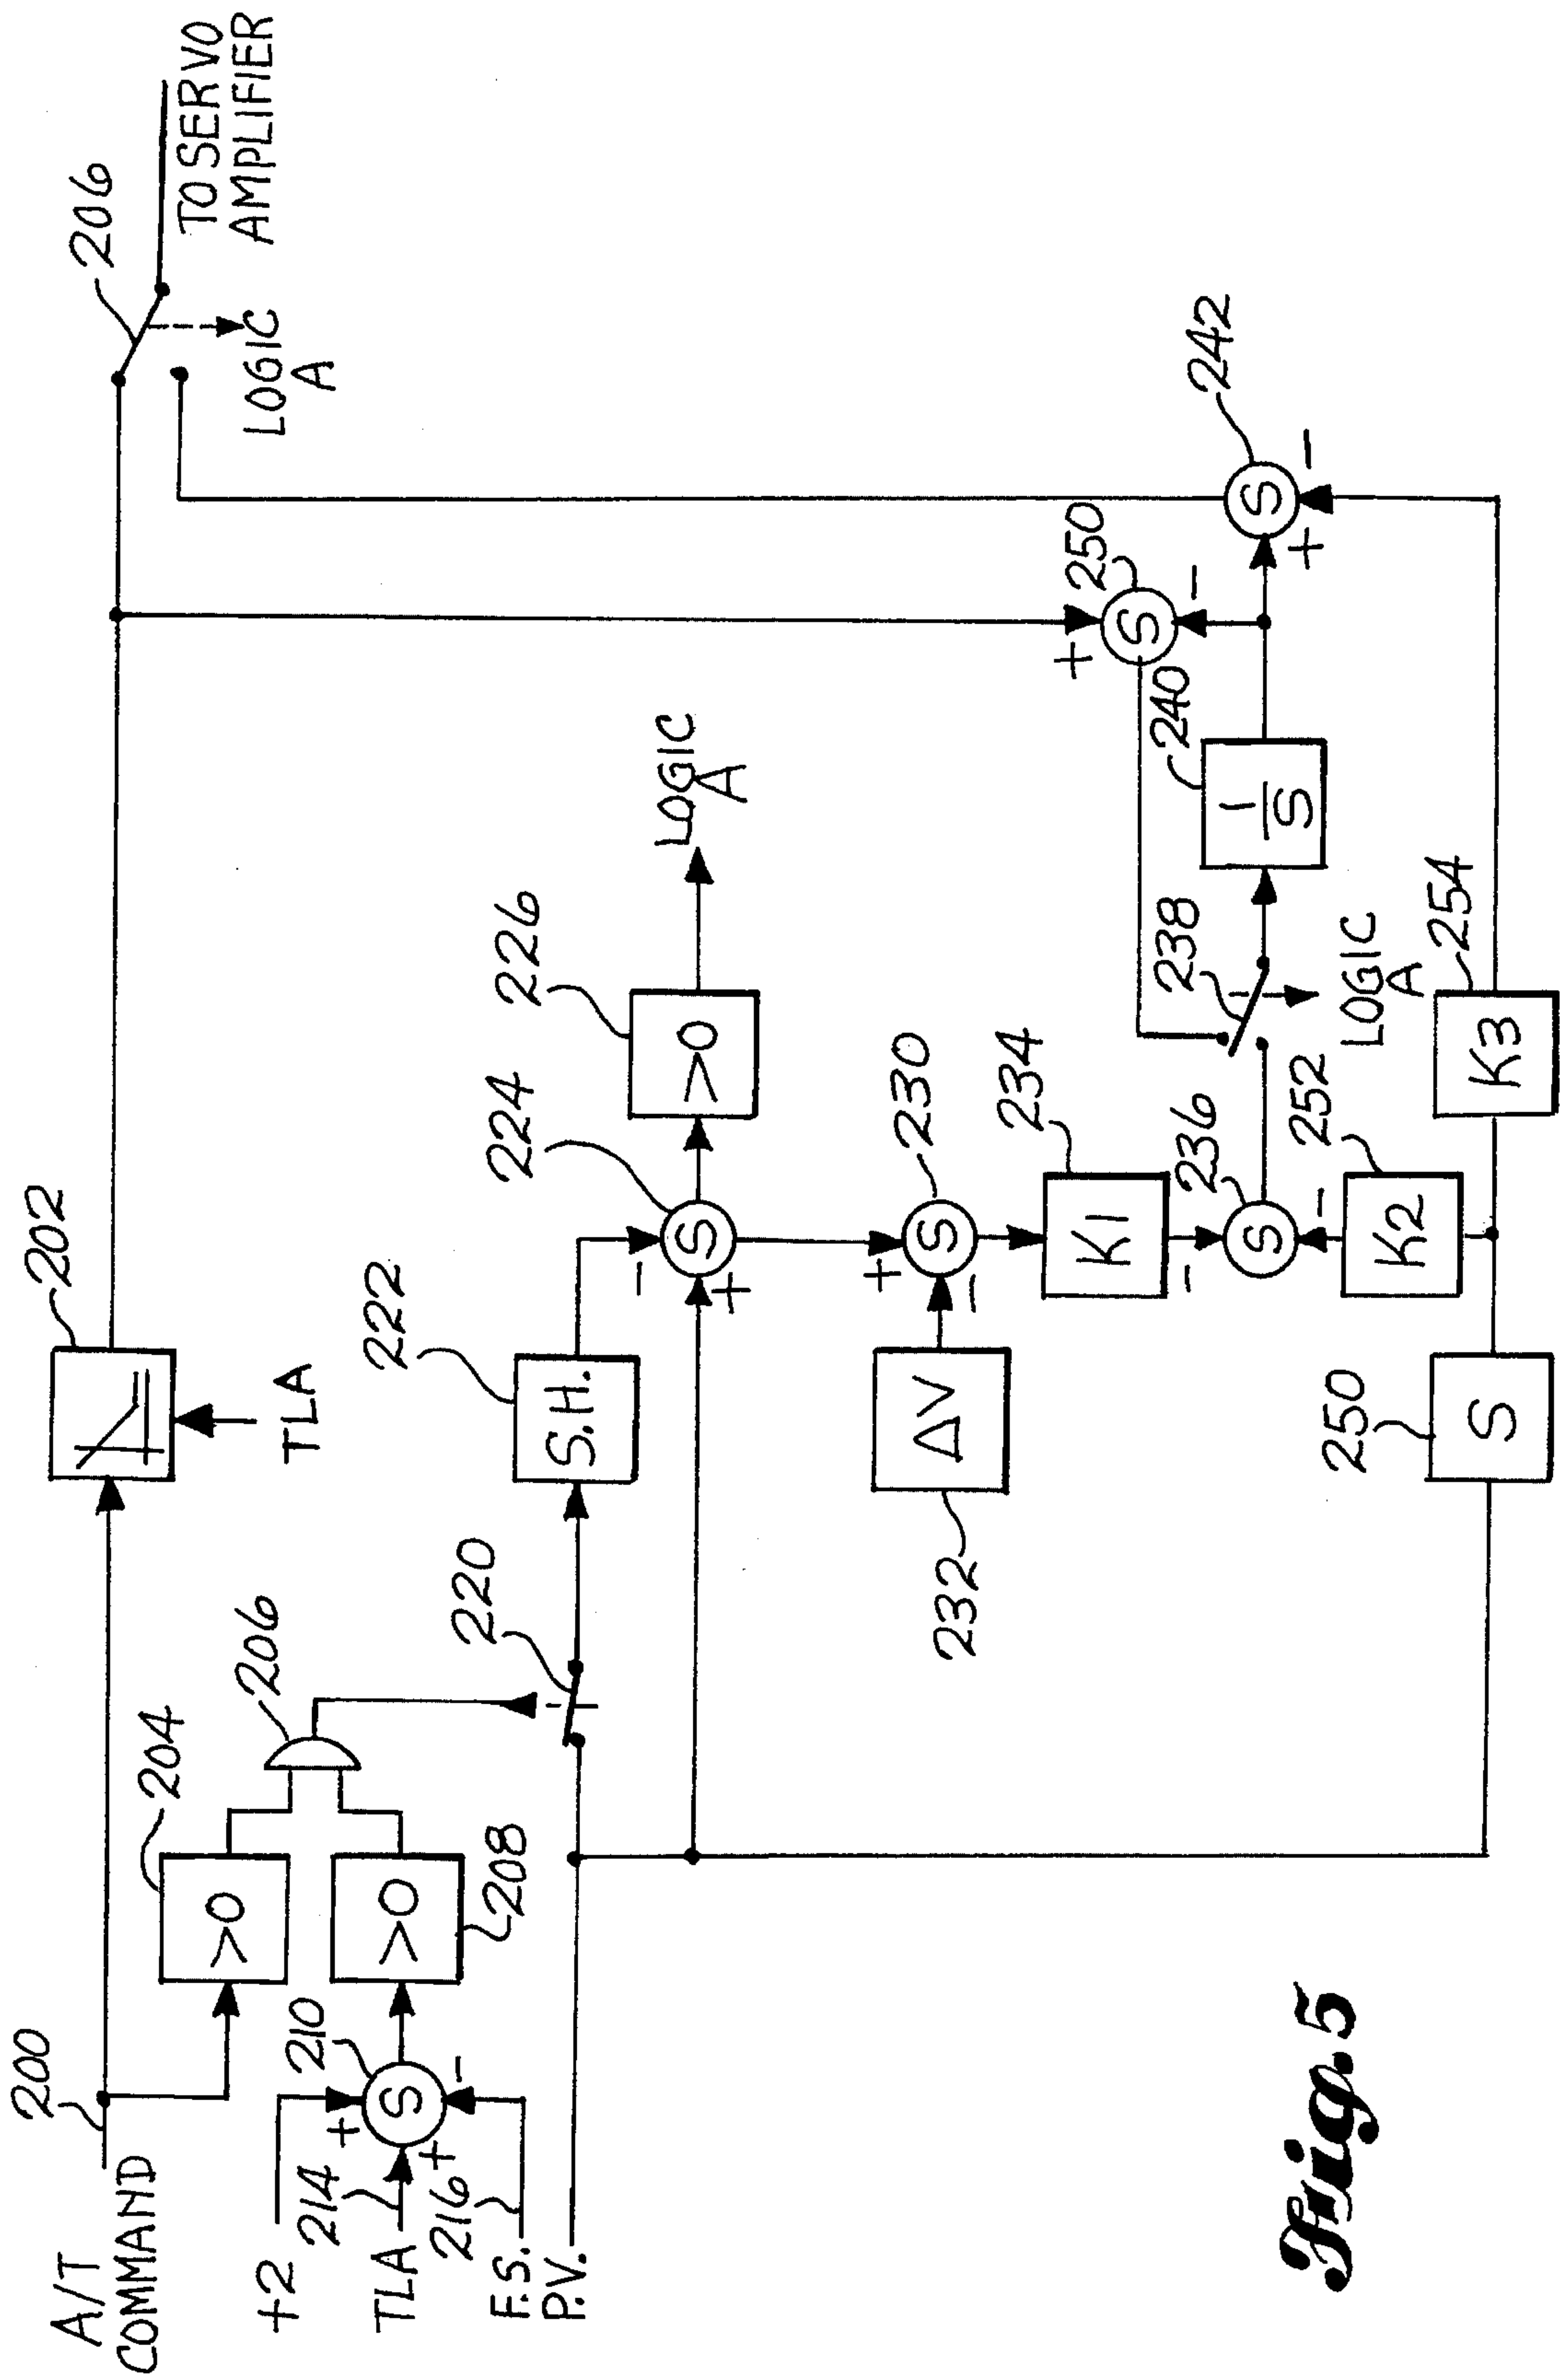 A/T
COMMAND
200
202
TLA
206
TO SERVO
AMPLIFIER
LOGIC
A
204
>0
206
+2
+
210
S
214
TLA
+
216
-
F.S.
>0
208
P.V.
220
222
S.H.
-
224
S
+
226
>0
LOGIC
A
232
ΔV
+
230
S
-
234
K1
-
236
S
-
252
K2
238
LOGIC
A
240
1
S
+
250
S
-
242
S
+
-
250
S
254
K3
Fig. 5